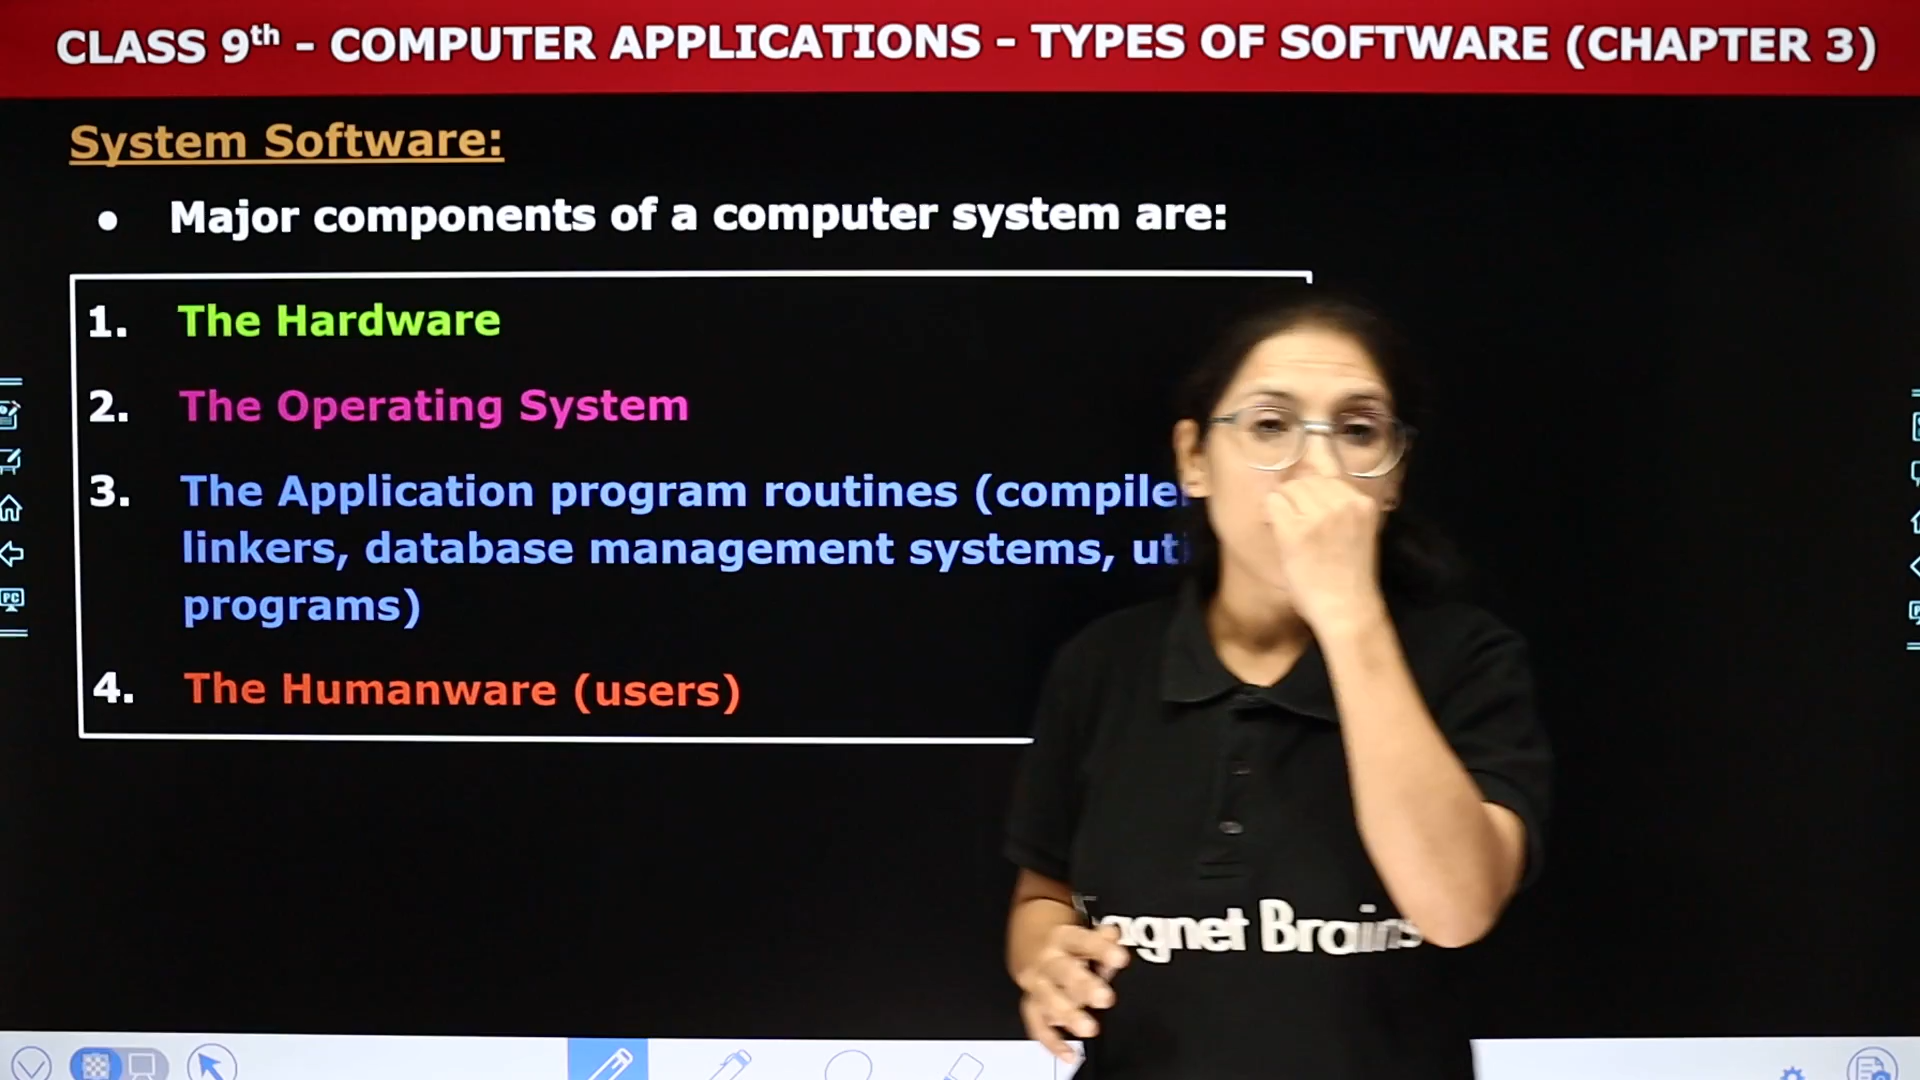 CLASS 9th - COMPUTER APPLICATIONS - TYPES OF SOFTWARE (CHAPTER 3)
System Software:
● Major components of a computer system are:
1. The Hardware
2. The Operating System
3. The Application program routines
linkers, database management systems,
programs)
4. The Humanware (users)
Brains
PC